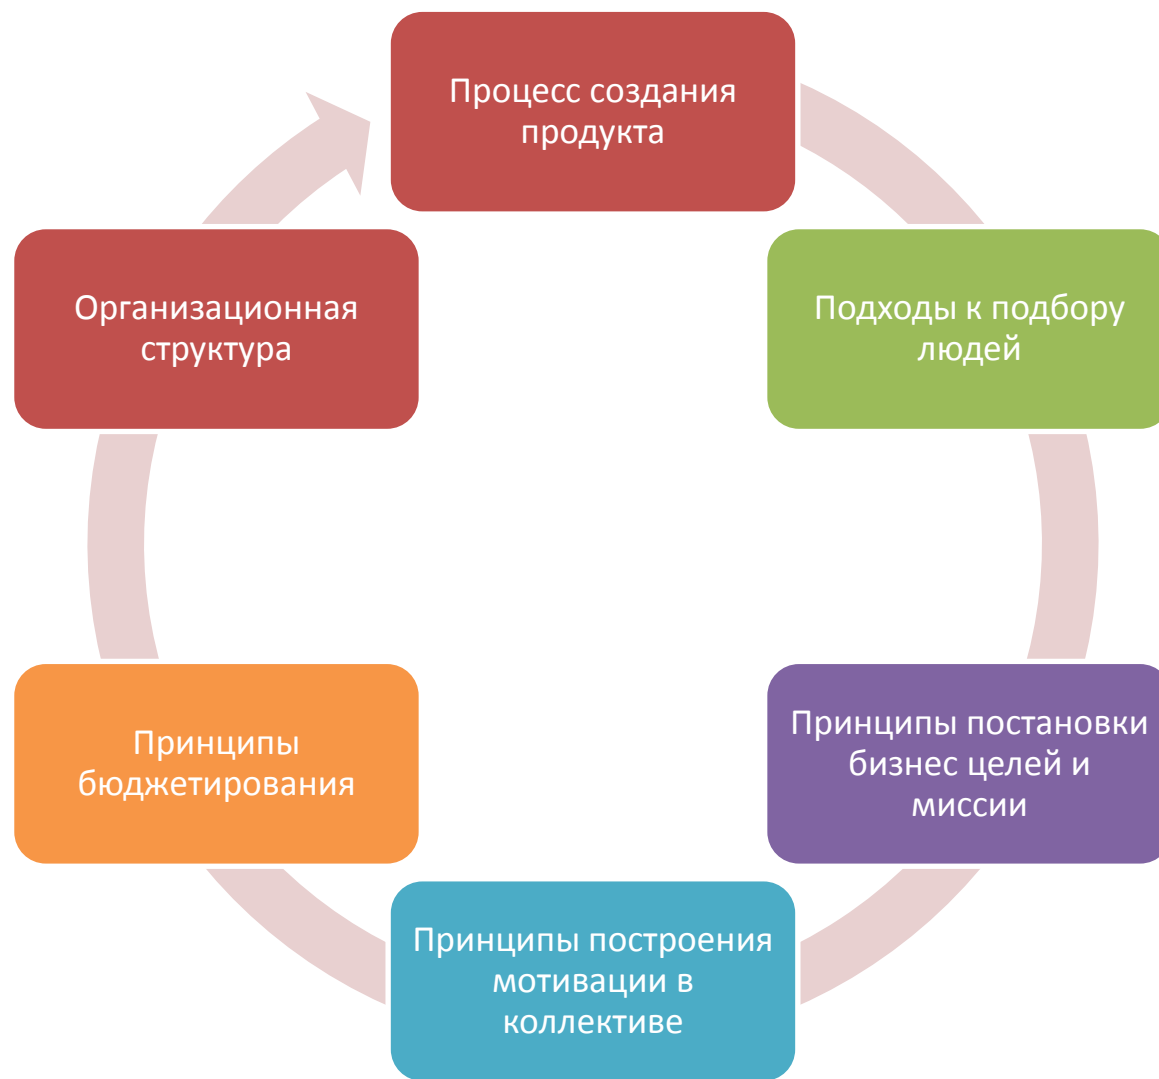 Процесс создания
продукта
Подходы к подбору
людей
Принципы постановки
бизнес целей и
миссии
Принципы построения
мотивации в
коллективе
Принципы
бюджетирования
Организационная
структура